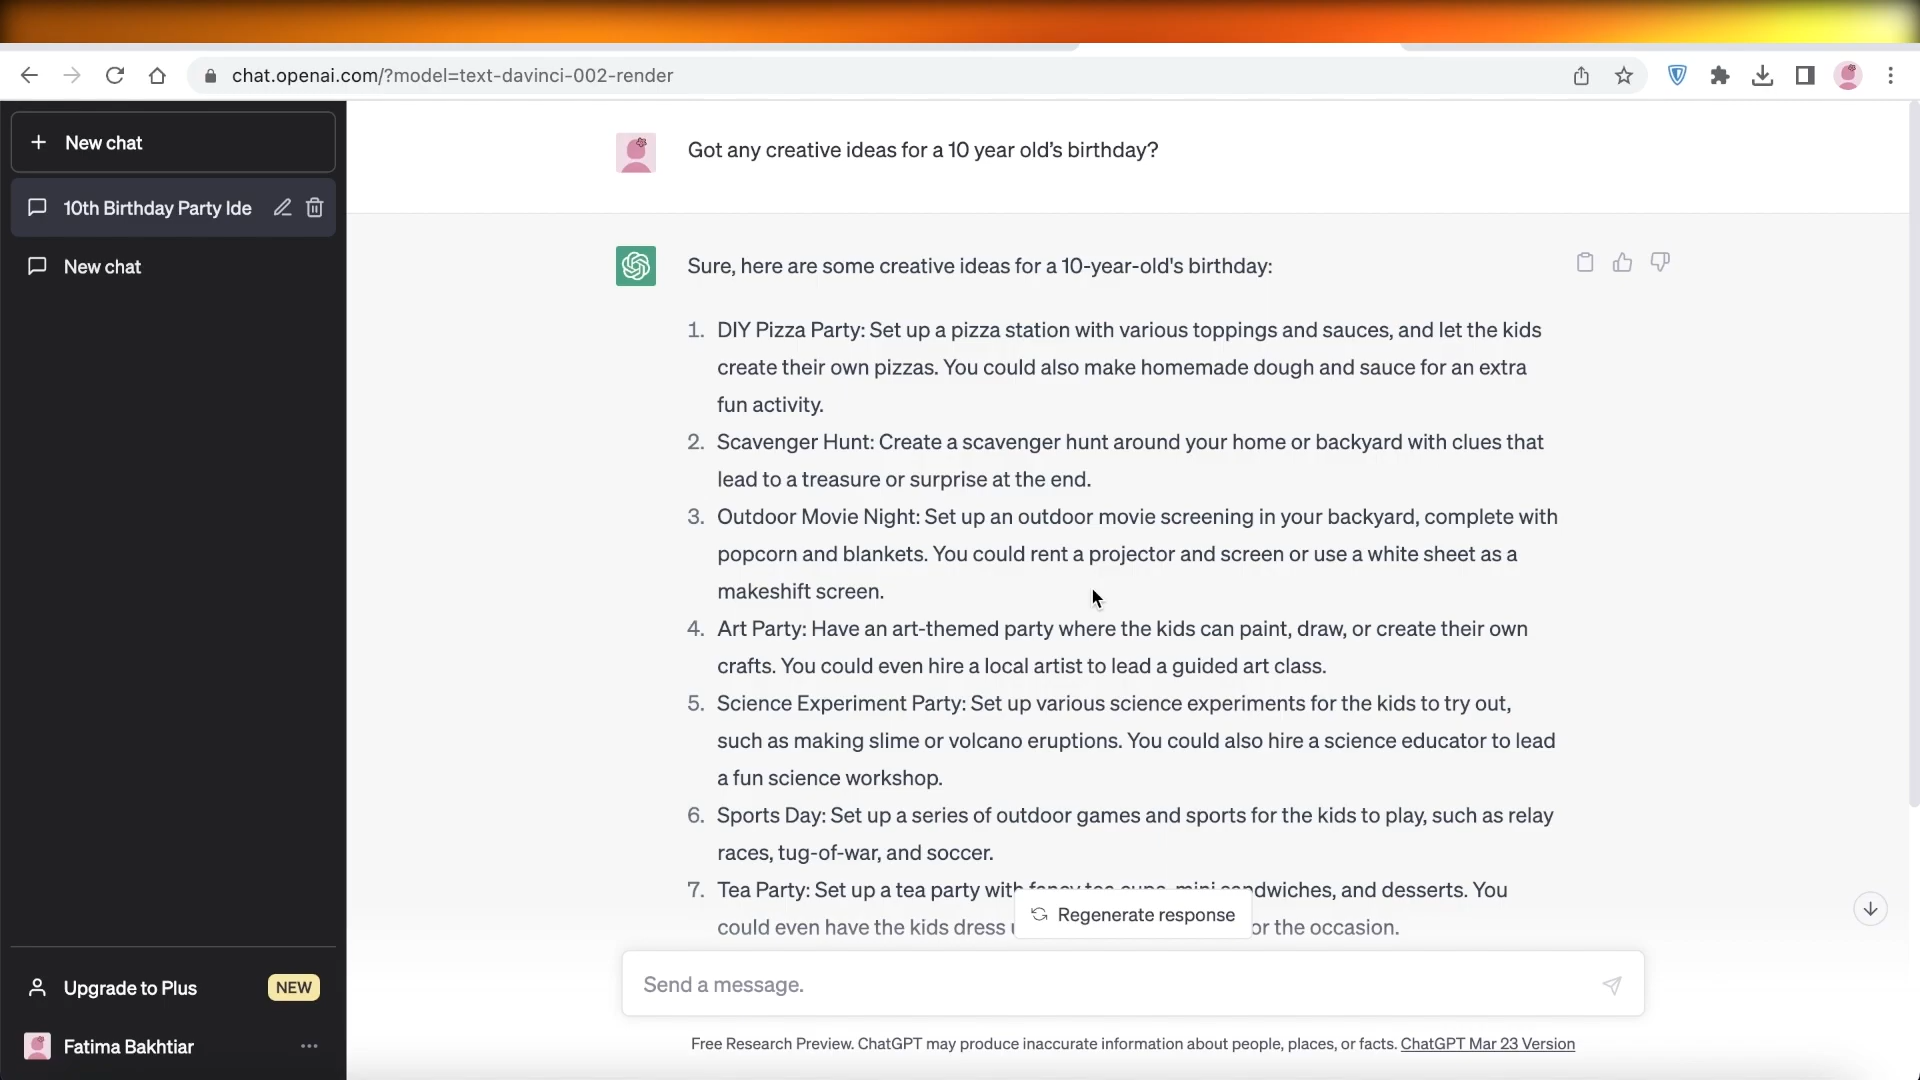 chat.openai.com/?model=text-davinci-002-render
New chat
10th Birthday Party Ide
New chat
Got any creative ideas for a 10 year old’s birthday?
Sure, here are some creative ideas for a 10-year-old's birthday:
1. DIY Pizza Party: Set up a pizza station with various toppings and sauces, and let the kids
create their own pizzas. You could also make homemade dough and sauce for an extra
fun activity.
2. Scavenger Hunt: Create a scavenger hunt around your home or backyard with clues that
lead to a treasure or surprise at the end.
3. Outdoor Movie Night: Set up an outdoor movie screening in your backyard, complete with
popcorn and blankets. You could rent a projector and screen or use a white sheet as a
makeshift screen.
4. Art Party: Have an art-themed party where the kids can paint, draw, or create their own
crafts. You could even hire a local artist to lead a guided art class.
5. Science Experiment Party: Set up various science experiments for the kids to try out,
such as making slime or volcano eruptions. You could also hire a science educator to lead
a fun science workshop.
6. Sports Day: Set up a series of outdoor games and sports for the kids to play, such as relay
races, tug-of-war, and soccer.
7. Tea Party: Set up a tea party with fancy tea cups, mini sandwiches, and desserts. You
could even have the kids dress or the occasion.
Regenerate response
Send a message.
Free Research Preview. ChatGPT may produce inaccurate information about people, places, or facts. ChatGPT Mar 23 Version
Upgrade to Plus NEW
Fatima Bakhtiar